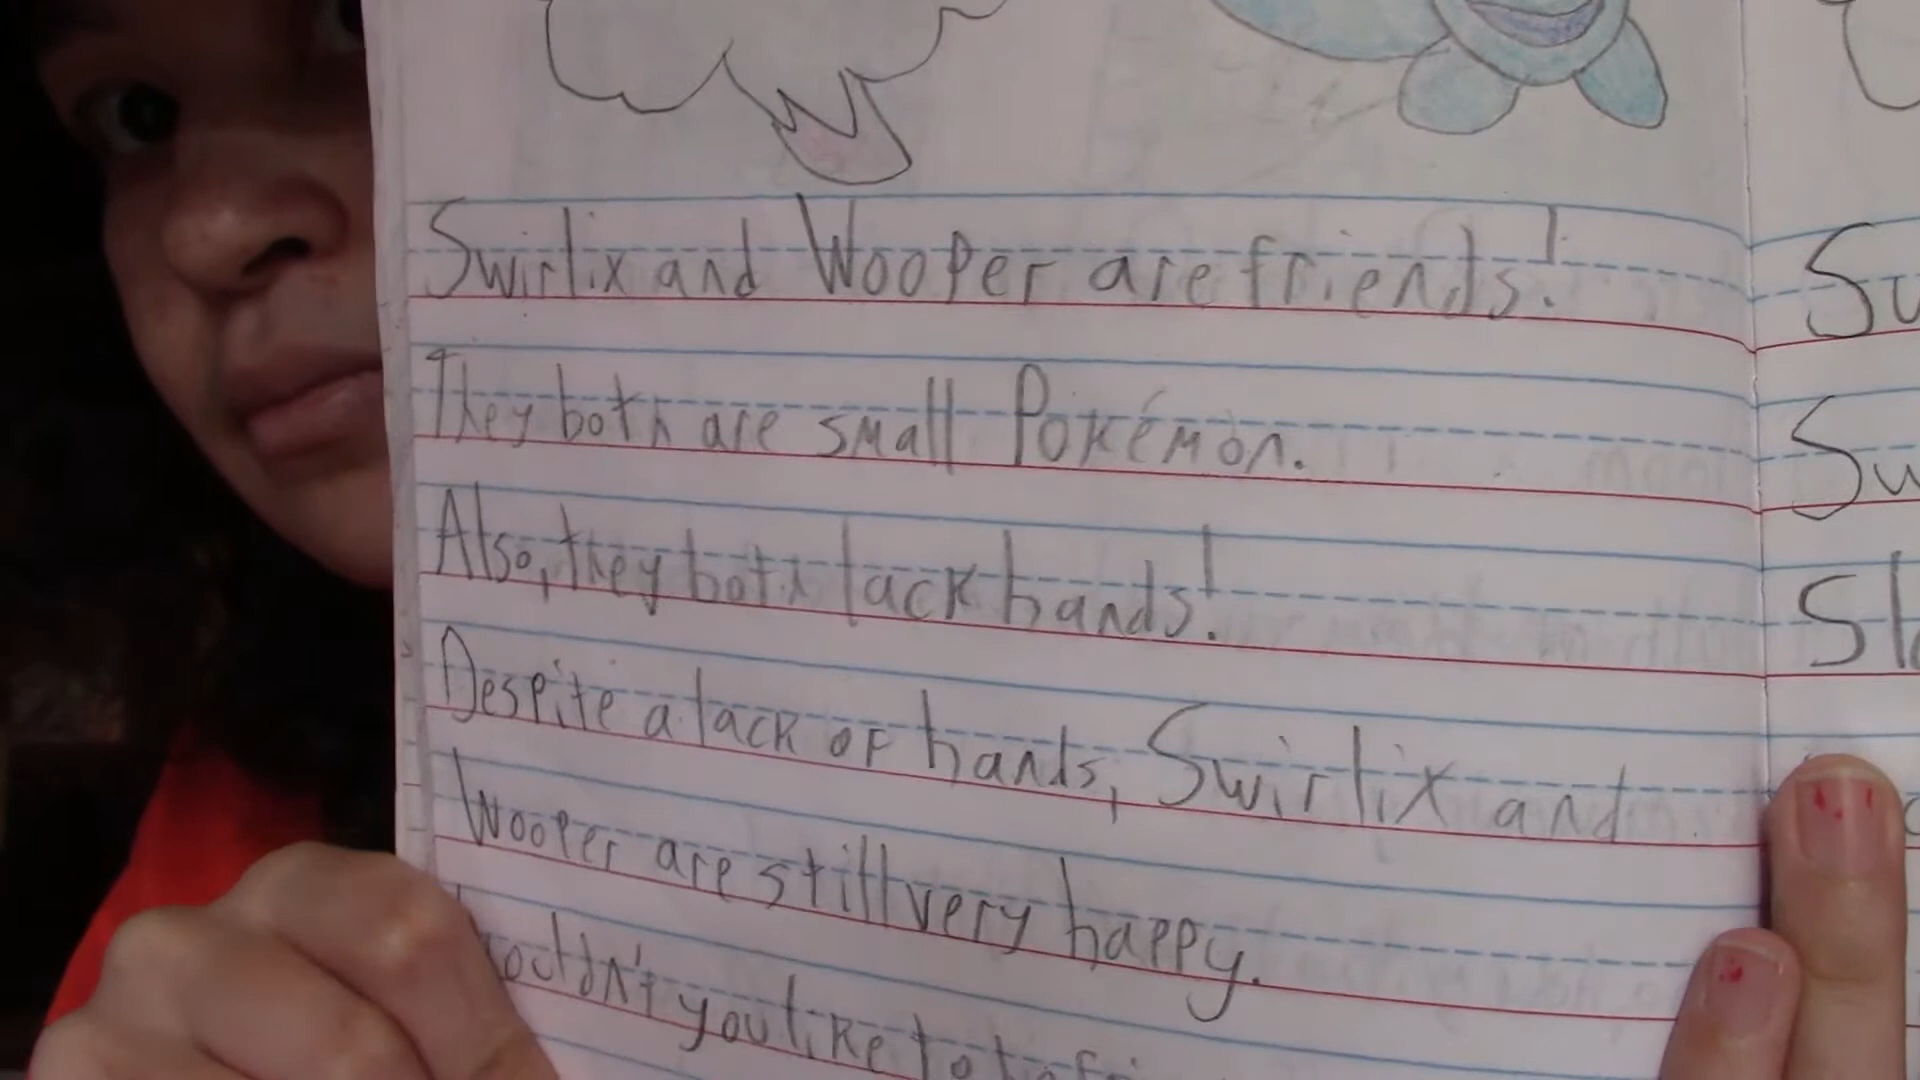 Swirlix and Wooper are friends!
They both are small Pokémon.
Also, they both lack hands!
Despite a lack of hands, Swirlix and
Wooper are still very happy.
you like to